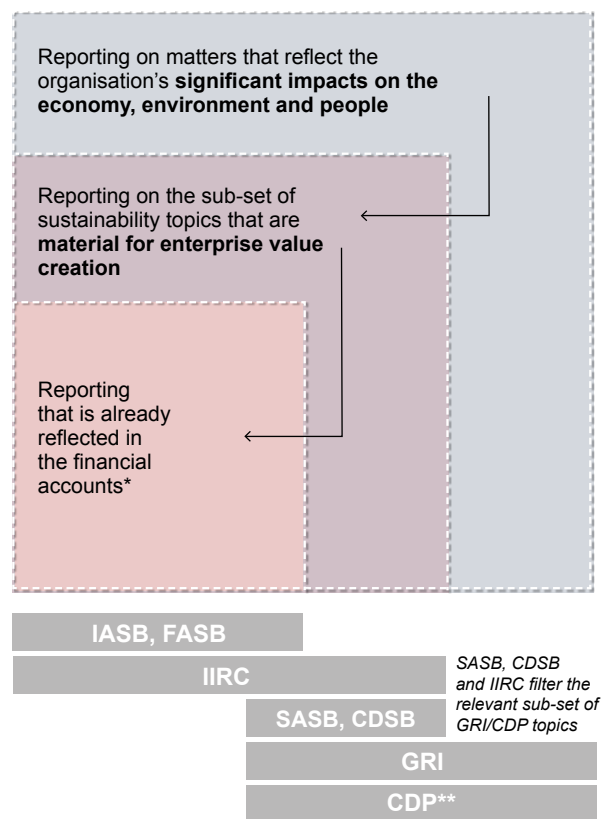 Reporting on matters that reflect the
organisation’s significant impacts on the
economy, environment and people
Reporting on the sub-set of
sustainability topics that are
material for enterprise value
creation
Reporting
that is already
reflected in
the financial
accounts*
IASB, FASB
IIRC
SASB, CDSB
and IIRC filter the
relevant sub-set of
GRI/CDP topics
SASB, CDSB
GRI
CDP**